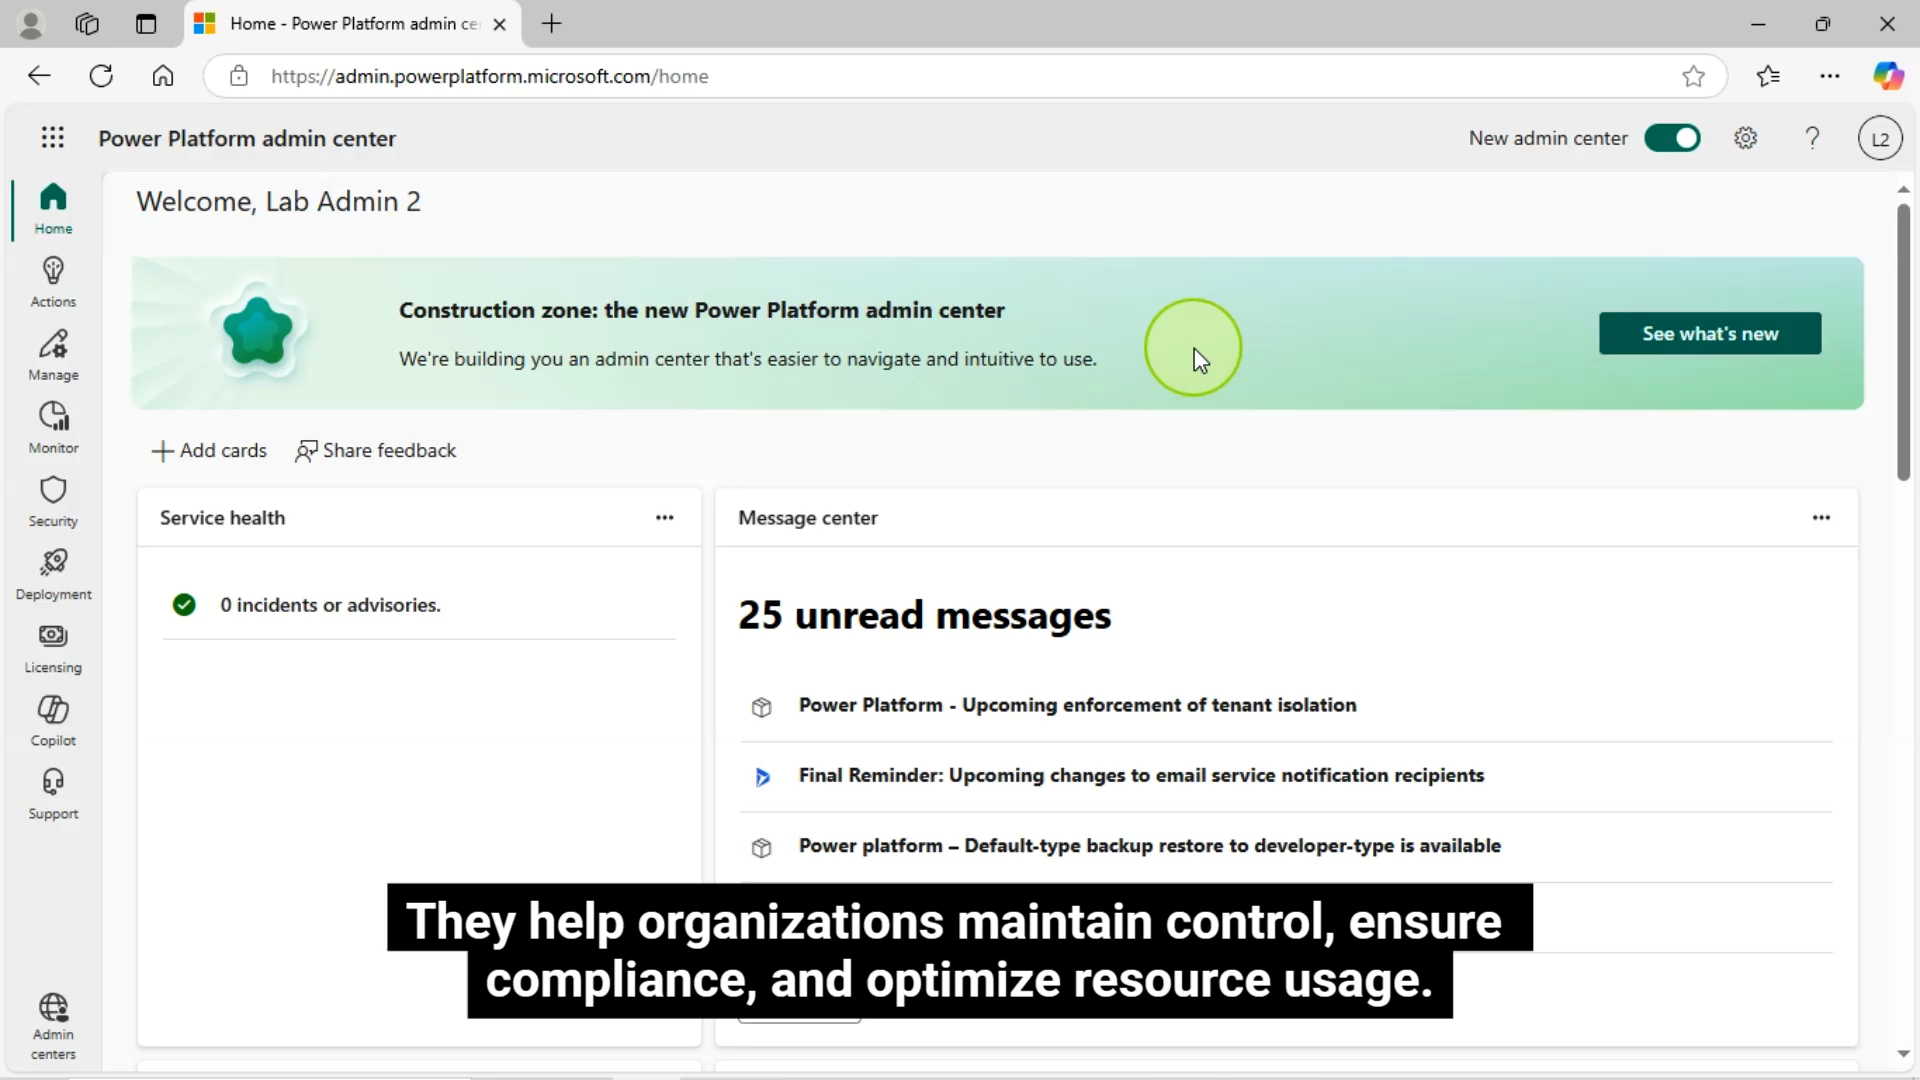 Home - Power Platform admin ce
https://admin.powerplatform.microsoft.com/home
Power Platform admin center
New admin center
L2
Home
Actions
Manage
Monitor
Security
Deployment
Licensing
Copilot
Support
Admin
centers
Welcome, Lab Admin 2
Construction zone: the new Power Platform admin center
We're building you an admin center that's easier to navigate and intuitive to use.
See what's new
Add cards
Share feedback
Service health
0 incidents or advisories.
Message center
25 unread messages
Power Platform - Upcoming enforcement of tenant isolation
Final Reminder: Upcoming changes to email service notification recipients
Power platform – Default-type backup restore to developer-type is available
They help organizations maintain control, ensure
compliance, and optimize resource usage.